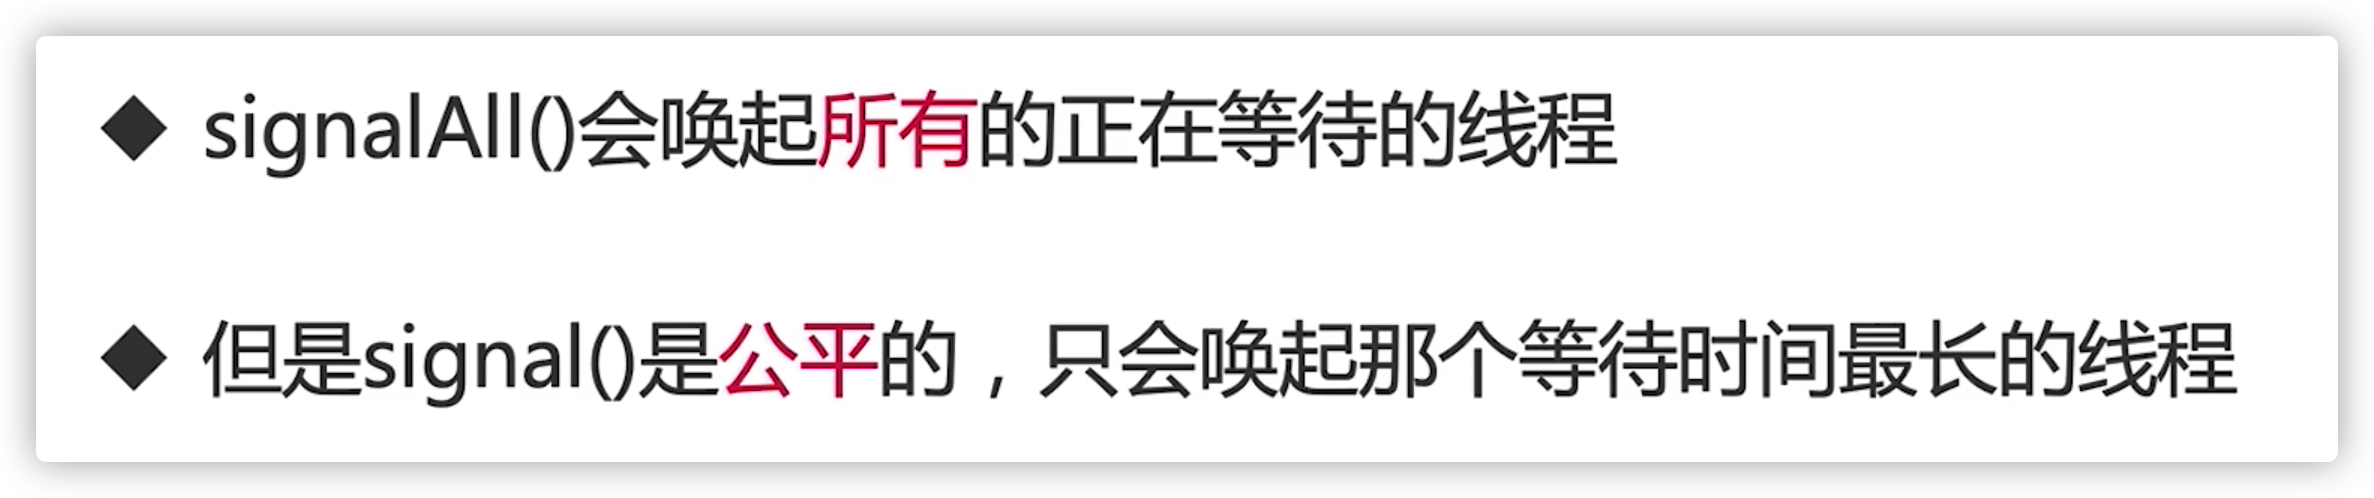 ◆ signalAll()会唤起所有的正在等待的线程
◆ 但是signal()是公平的，只会唤起那个等待时间最长的线程